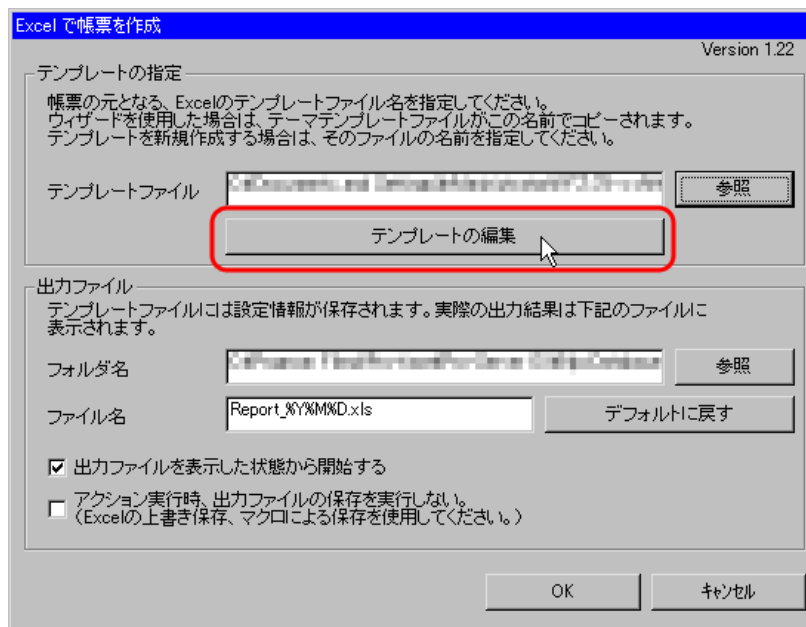 Excel で帳票を作成
Version 1.22
テンプレートの指定
帳票の元となる、Excelのテンプレートファイル名を指定してください。
ウィザードを使用した場合は、テーマテンプレートファイルがこの名前でコピーされます。
テンプレートを新規作成する場合は、そのファイルの名前を指定してください。
テンプレートファイル
参照
テンプレートの編集
出力ファイル
テンプレートファイルには設定情報が保存されます。実際の出力結果は下記のファイルに
表示されます。
フォルダ名
参照
ファイル名
Report_%Y%M%D.xls
デフォルトに戻す
出力ファイルを表示した状態から開始する
アクション実行時、出力ファイルの保存を実行しない。
(Excelの上書き保存、マクロによる保存を使用してください。)
OK
キャンセル